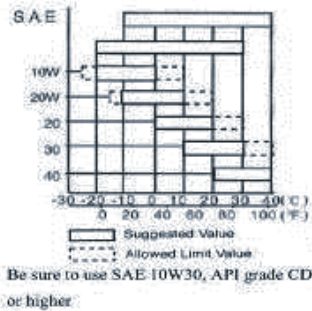 SAE
10W
20W
20
30
40
-30 -20 -10 0 10 20 30 40 (°C)
0 20 40 60 80 100 (°F)
Suggested Value
Allowed Limit Value
Be sure to use SAE 10W30, API grade CD
or higher